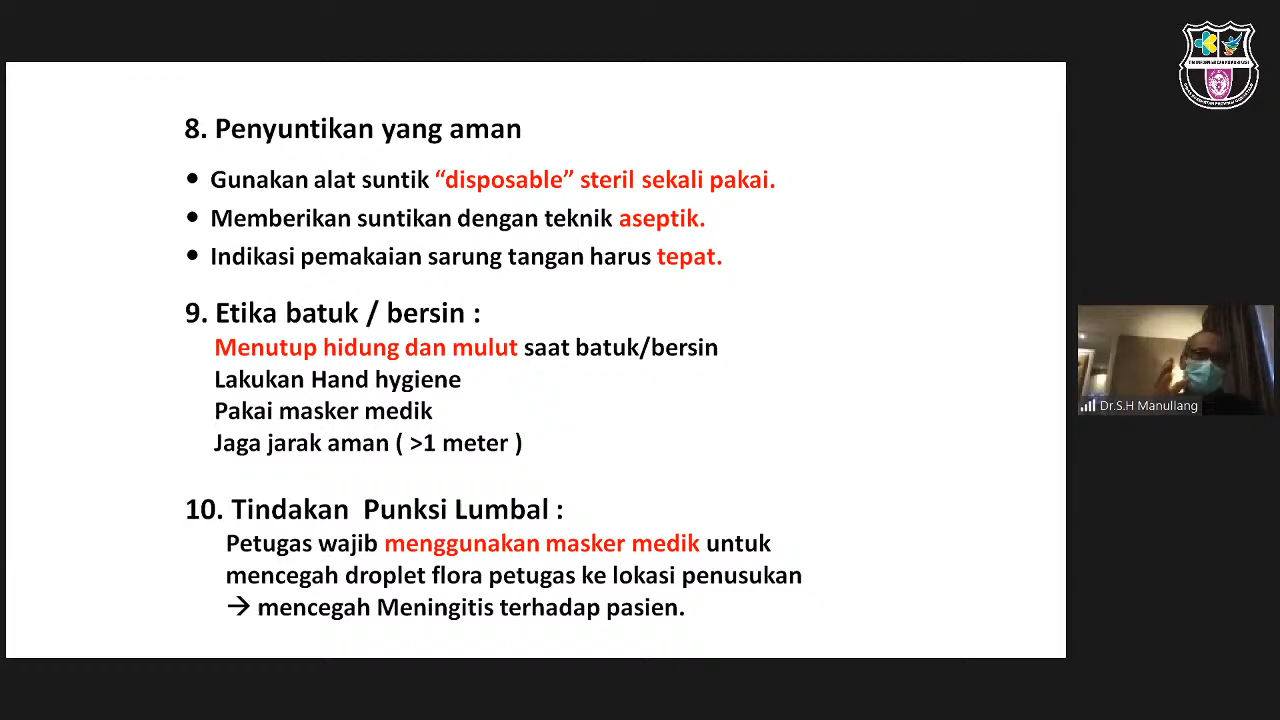 8. Penyuntikan yang aman
• Gunakan alat suntik “disposable” steril sekali pakai.
• Memberikan suntikan dengan teknik aseptik.
• Indikasi pemakaian sarung tangan harus tepat.
9. Etika batuk / bersin :
Menutup hidung dan mulut saat batuk/bersin
Lakukan Hand hygiene
Pakai masker medik
Jaga jarak aman ( >1 meter )
10. Tindakan Punksi Lumbal :
Petugas wajib menggunakan masker medik untuk
mencegah droplet flora petugas ke lokasi penusukan
→ mencegah Meningitis terhadap pasien.
Dr.S.H Manullang